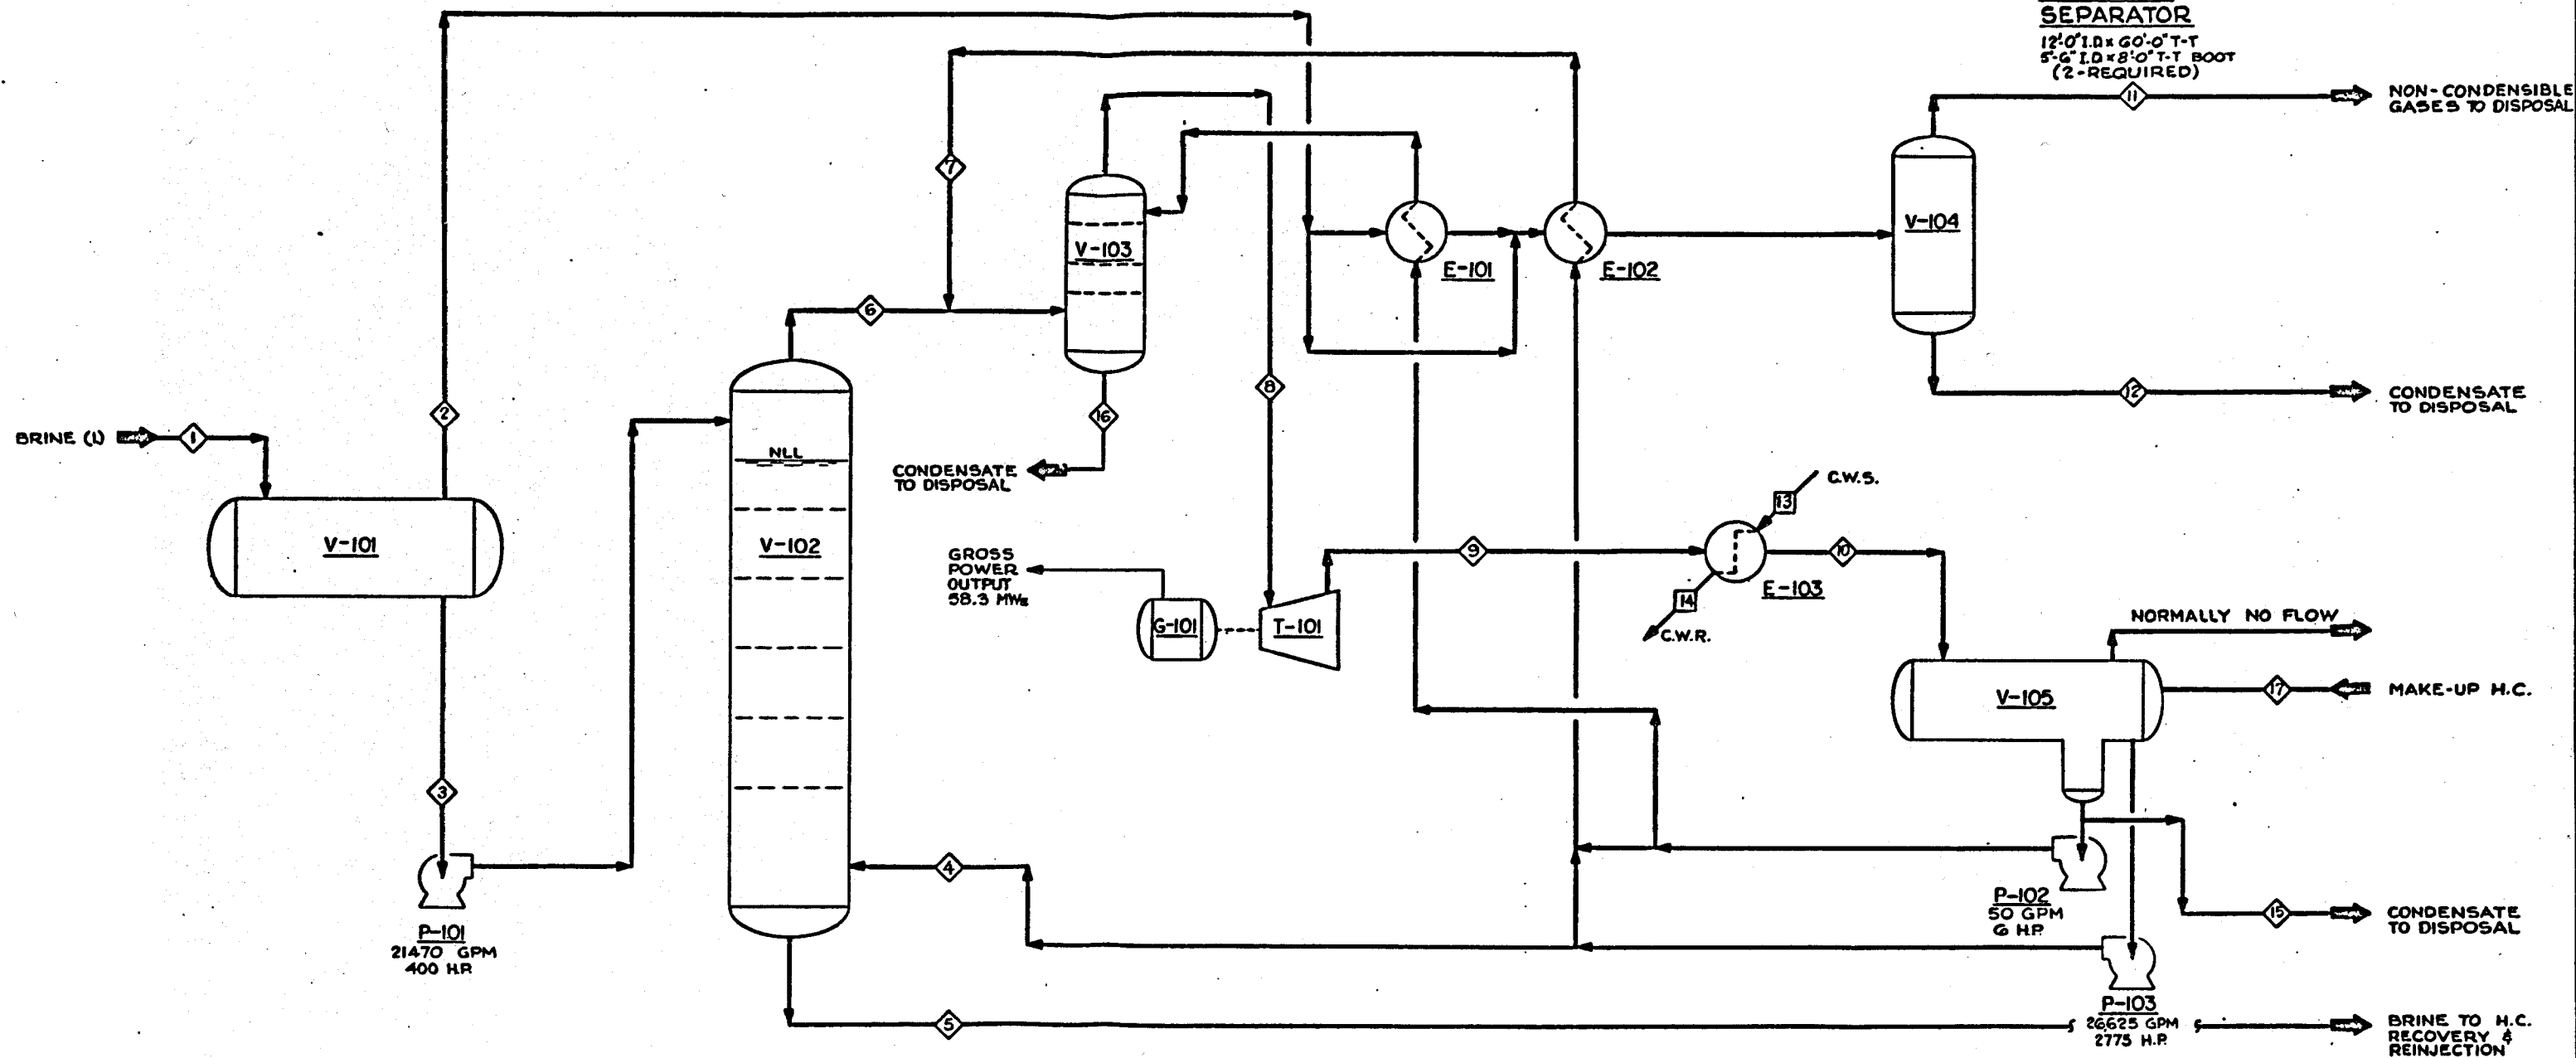 SEPARATOR
12'-0" I.D x 60'-0" T-T
5'-6" I.D x 8'-0" T-T BOOT
(2-REQUIRED)
11
NON-CONDENSIBLE
GASES TO DISPOSAL
7
V-103
V-104
E-101
E-102
6
8
2
16
12
CONDENSATE
TO DISPOSAL
BRINE (1)
1
NLL
CONDENSATE
TO DISPOSAL
C.W.S.
13
V-101
V-102
GROSS
POWER
OUTPUT
58.3 MWE
9
10
E-103
14
C.W.R.
G-101
T-101
NORMALLY NO FLOW
V-105
17
MAKE-UP H.C.
3
4
P-101
21470 GPM
400 H.P.
P-102
50 GPM
6 H.P.
15
CONDENSATE
TO DISPOSAL
P-103
26,625 GPM
2775 H.P.
5
BRINE TO H.C.
RECOVERY &
REINJECTION